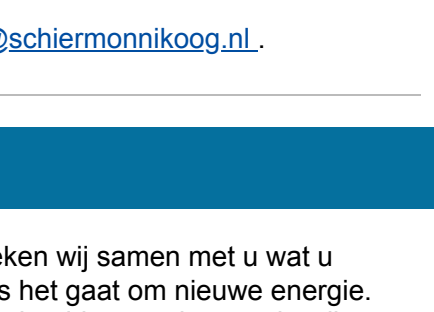 @schiermonnikoog.nl .
eken wij samen met u wat u
s het gaat om nieuwe energie.